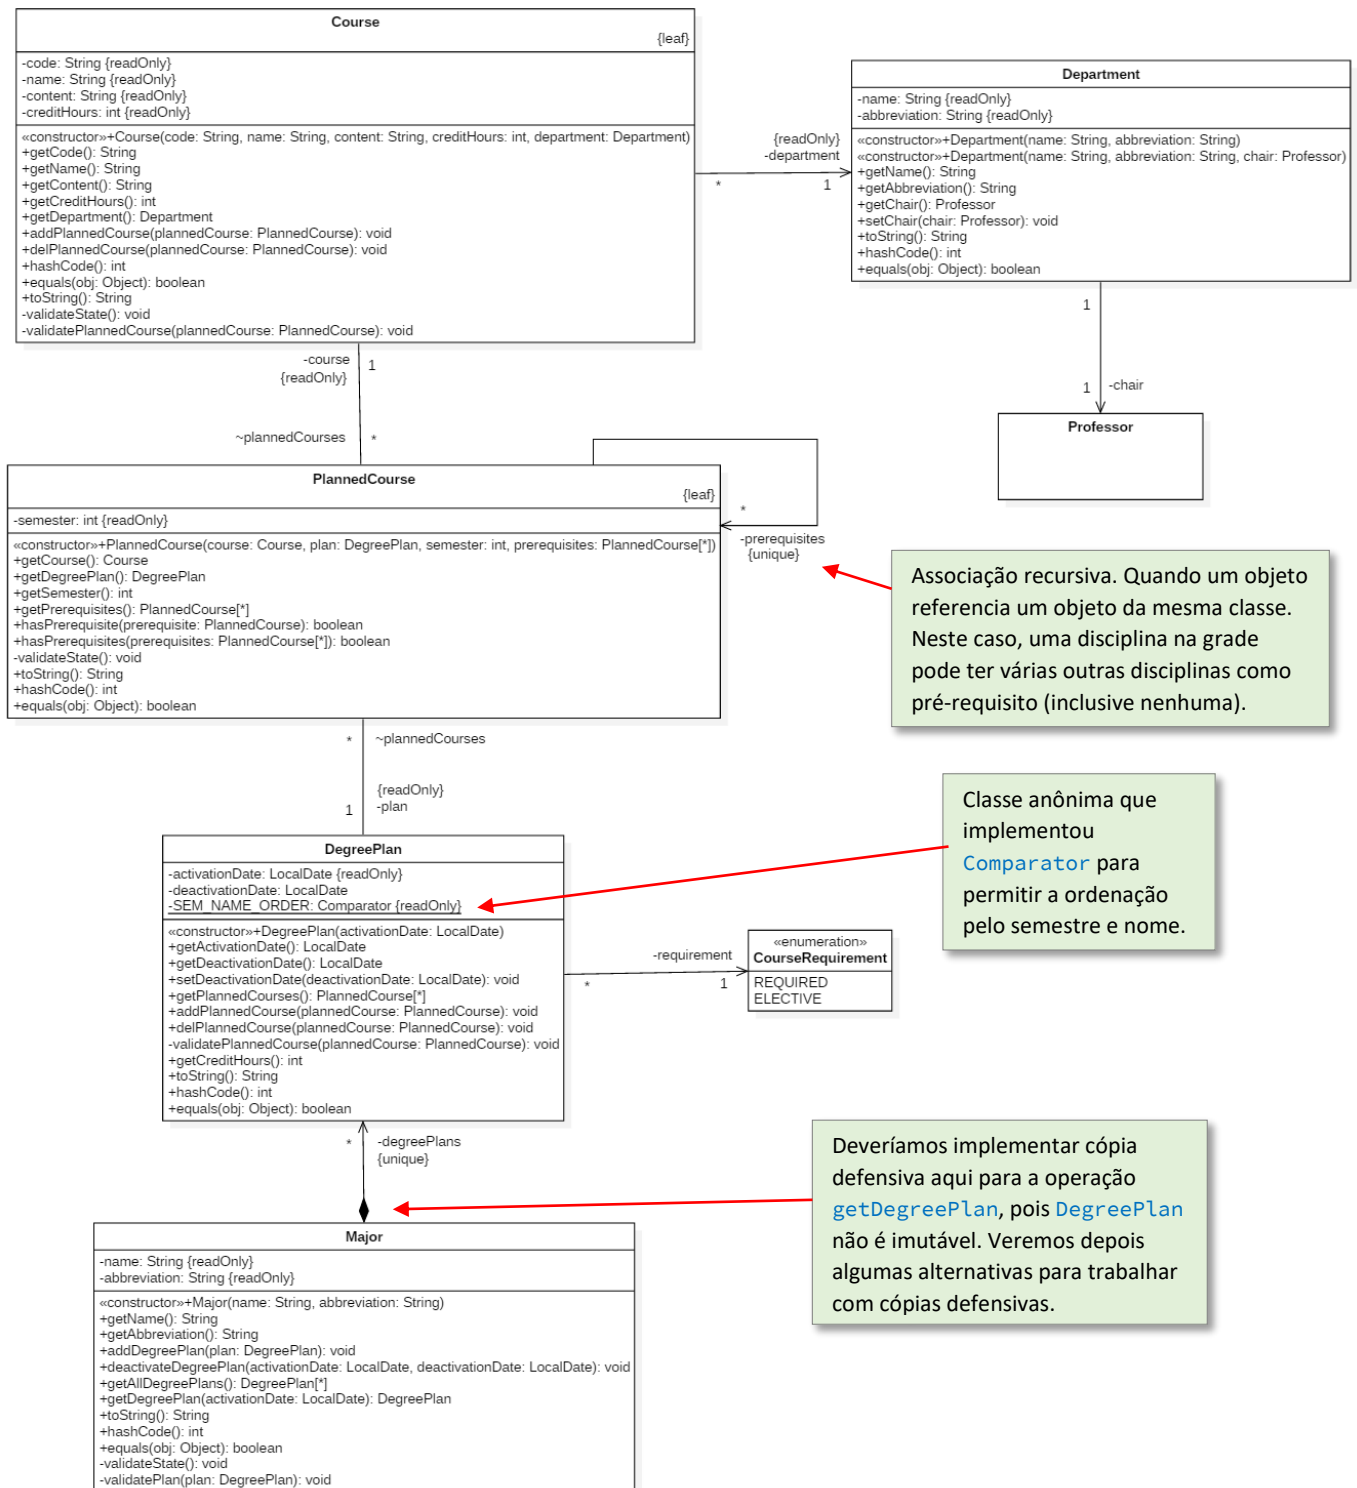 Course
{leaf}
-code: String {readOnly}
-name: String {readOnly}
-content: String {readOnly}
-creditHours: int {readOnly}
«constructor»+Course(code: String, name: String, content: String, creditHours: int, department: Department)
+getCode(): String
+getName(): String
+getContent(): String
+getCreditHours(): int
+getDepartment(): Department
+addPlannedCourse(plannedCourse: PlannedCourse): void
+delPlannedCourse(plannedCourse: PlannedCourse): void
+hashCode(): int
+equals(obj: Object): boolean
+toString(): String
-validateState(): void
-validatePlannedCourse(plannedCourse: PlannedCourse): void
{readOnly}
-department
*
1
Department
-name: String {readOnly}
-abbreviation: String {readOnly}
«constructor»+Department(name: String, abbreviation: String)
«constructor»+Department(name: String, abbreviation: String, chair: Professor)
+getName(): String
+getAbbreviation(): String
+getChair(): Professor
+setChair(chair: Professor): void
+toString(): String
+hashCode(): int
+equals(obj: Object): boolean
1
1 -chair
Professor
-course
1
{readOnly}
~plannedCourses *
PlannedCourse
{leaf}
-semester: int {readOnly}
«constructor»+PlannedCourse(course: Course, plan: DegreePlan, semester: int, prerequisites: PlannedCourse[*])
+getCourse(): Course
+getDegreePlan(): DegreePlan
+getSemester(): int
+getPrerequisites(): PlannedCourse[*]
+hasPrerequisite(prerequisite: PlannedCourse): boolean
+hasPrerequisites(prerequisites: PlannedCourse[*]): boolean
-validateState(): void
+toString(): String
+hashCode(): int
+equals(obj: Object): boolean
*
-prerequisites
{unique}
Associação recursiva. Quando um objeto
referencia um objeto da mesma classe.
Neste caso, uma disciplina na grade
pode ter várias outras disciplinas como
pré-requisito (inclusive nenhuma).
* ~plannedCourses
{readOnly}
1 -plan
DegreePlan
-activationDate: LocalDate {readOnly}
-deactivationDate: LocalDate
-SEM_NAME_ORDER: Comparator {readOnly}
«constructor»+DegreePlan(activationDate: LocalDate)
+getActivationDate(): LocalDate
+getDeactivationDate(): LocalDate
+setDeactivationDate(deactivationDate: LocalDate): void
+getPlannedCourses(): PlannedCourse[*]
+addPlannedCourse(plannedCourse: PlannedCourse): void
+delPlannedCourse(plannedCourse: PlannedCourse): void
-validatePlannedCourse(plannedCourse: PlannedCourse): void
+getCreditHours(): int
+toString(): String
+hashCode(): int
+equals(obj: Object): boolean
Classe anônima que
implementou
Comparator para
permitir a ordenação
pelo semestre e nome.
-requirement
*
1
«enumeration»
CourseRequirement
REQUIRED
ELECTIVE
* -degreePlans
{unique}
Deveríamos implementar cópia
defensiva aqui para a operação
getDegreePlan, pois DegreePlan
não é imutável. Veremos depois
algumas alternativas para trabalhar
com cópias defensivas.
Major
-name: String {readOnly}
-abbreviation: String {readOnly}
«constructor»+Major(name: String, abbreviation: String)
+getName(): String
+getAbbreviation(): String
+addDegreePlan(plan: DegreePlan): void
+deactivateDegreePlan(activationDate: LocalDate, deactivationDate: LocalDate): void
+getAllDegreePlans(): DegreePlan[*]
+getDegreePlan(activationDate: LocalDate): DegreePlan
+toString(): String
+hashCode(): int
+equals(obj: Object): boolean
-validateState(): void
-validatePlan(plan: DegreePlan): void